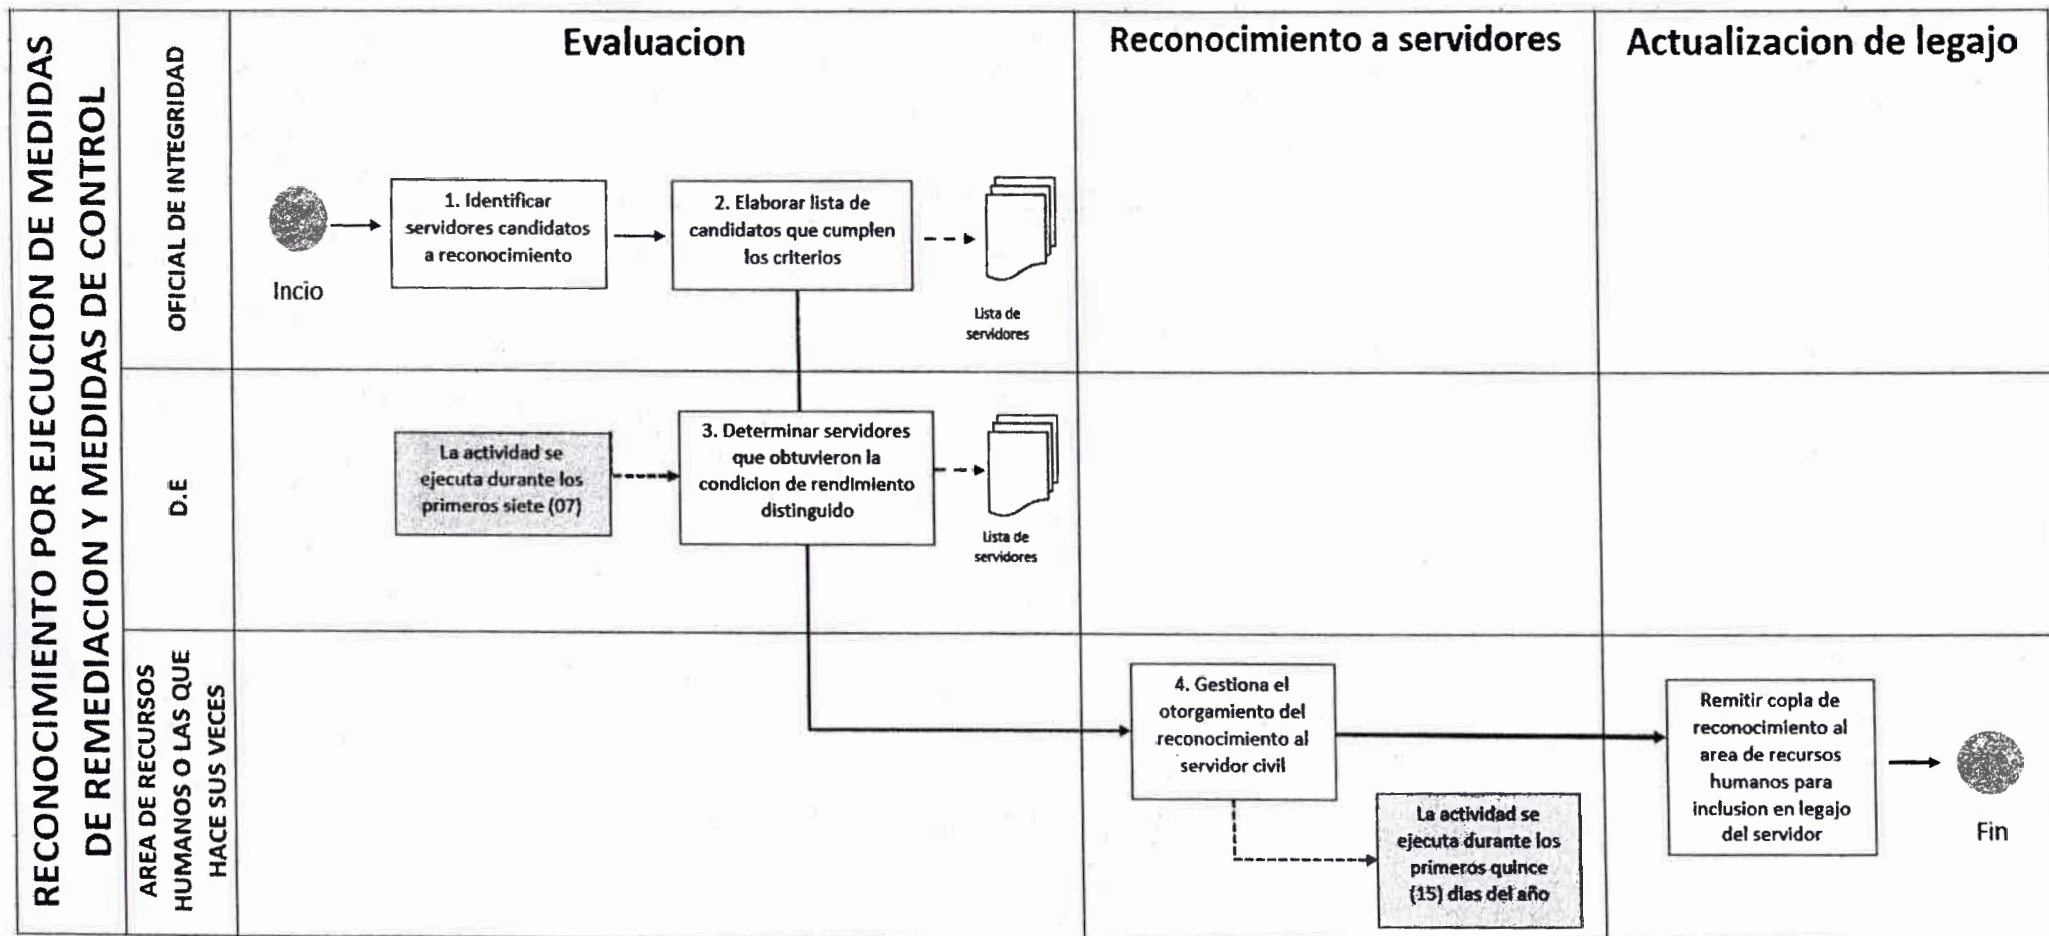 RECONOCIMIENTO POR EJECUCION DE MEDIDAS
DE REMEDIACION Y MEDIDAS DE CONTROL
Evaluacion
Reconocimiento a servidores
Actualizacion de legajo
OFICIAL DE INTEGRIDAD
Incio
1. Identificar
servidores candidatos
a reconocimiento
2. Elaborar lista de
candidatos que cumplen
los criterios
Lista de
servidores
D.E
La actividad se
ejecuta durante los
primeros siete (07)
3. Determinar servidores
que obtuvieron la
condicion de rendimiento
distinguido
Lista de
servidores
AREA DE RECURSOS
HUMANOS O LAS QUE
HACE SUS VECES
4. Gestiona el
otorgamiento del
reconocimiento al
servidor civil
La actividad se
ejecuta durante los
primeros quince
(15) dias del año
Remitir copia de
reconocimiento al
area de recursos
humanos para
inclusion en legajo
del servidor
Fin